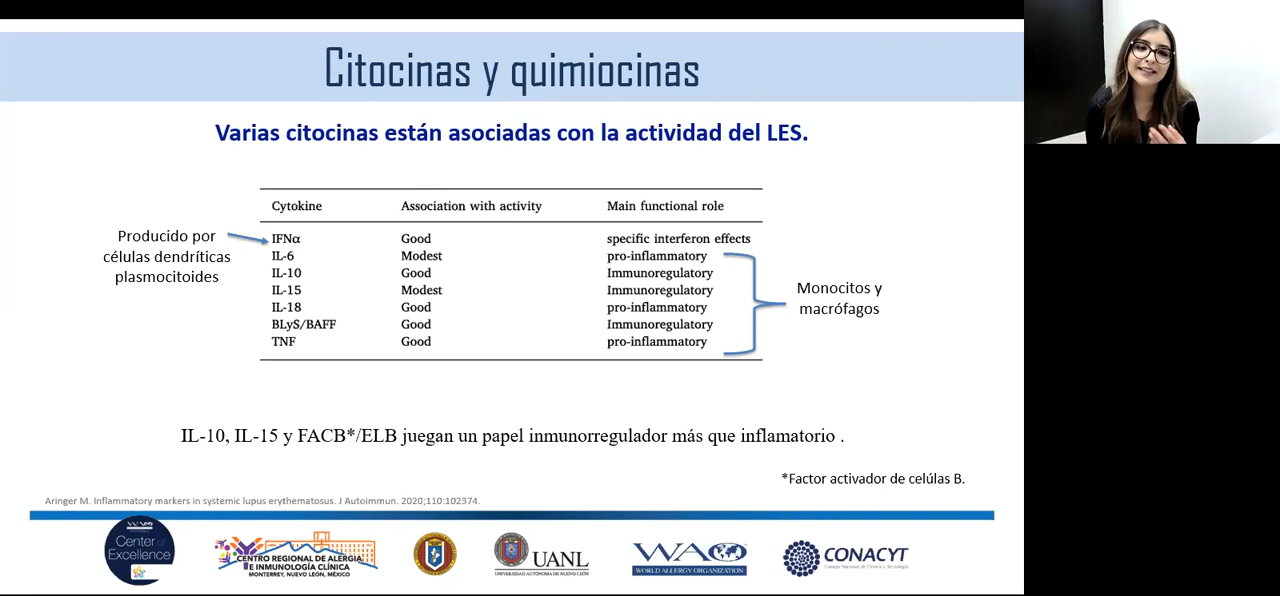 Citocinas y quimiocinas
Varias citocinas están asociadas con la actividad del LES.
Producido por
células dendríticas
plasmocitoides
Cytokine Association with activity Main functional role
IFNα Good specific interferon effects
IL-6 Modest pro-inflammatory
IL-10 Good Immunoregulatory
IL-15 Modest Immunoregulatory
IL-18 Good pro-inflammatory
BLyS/BAFF Good Immunoregulatory
TNF Good pro-inflammatory
Monocitos y
macrófagos
IL-10, IL-15 y FACB*/ELB juegan un papel inmunorregulador más que inflamatorio .
*Factor activador de celúlas B.
Aringer M. Inflammatory markers in systemic lupus erythematosus. J Autoimmun. 2020;110:102374.
Center of
Excellence
CENTRO REGIONAL DE ALERGIA
E INMUNOLOGÍA CLÍNICA
MONTERREY, NUEVO LEÓN, MÉXICO
UANL
UNIVERSIDAD AUTÓNOMA DE NUEVO LEÓN
WAO
WORLD ALLERGY ORGANIZATION
CONACYT
Consejo Nacional de Ciencia y Tecnología